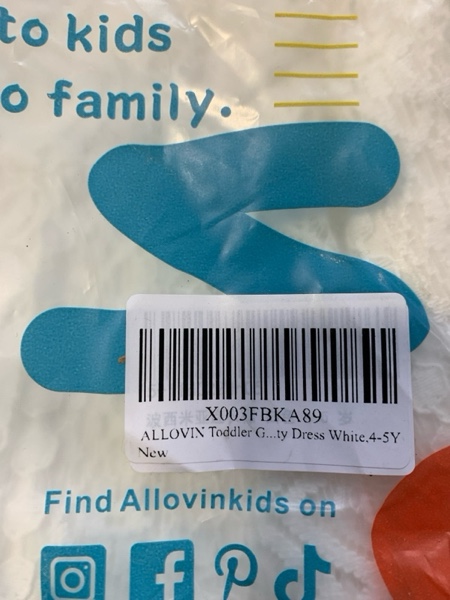 to kids
o family.
X003FBKA89
ALLOVIN Toddler G...ty Dress White,4-5Y
New
Find Allovinkids on